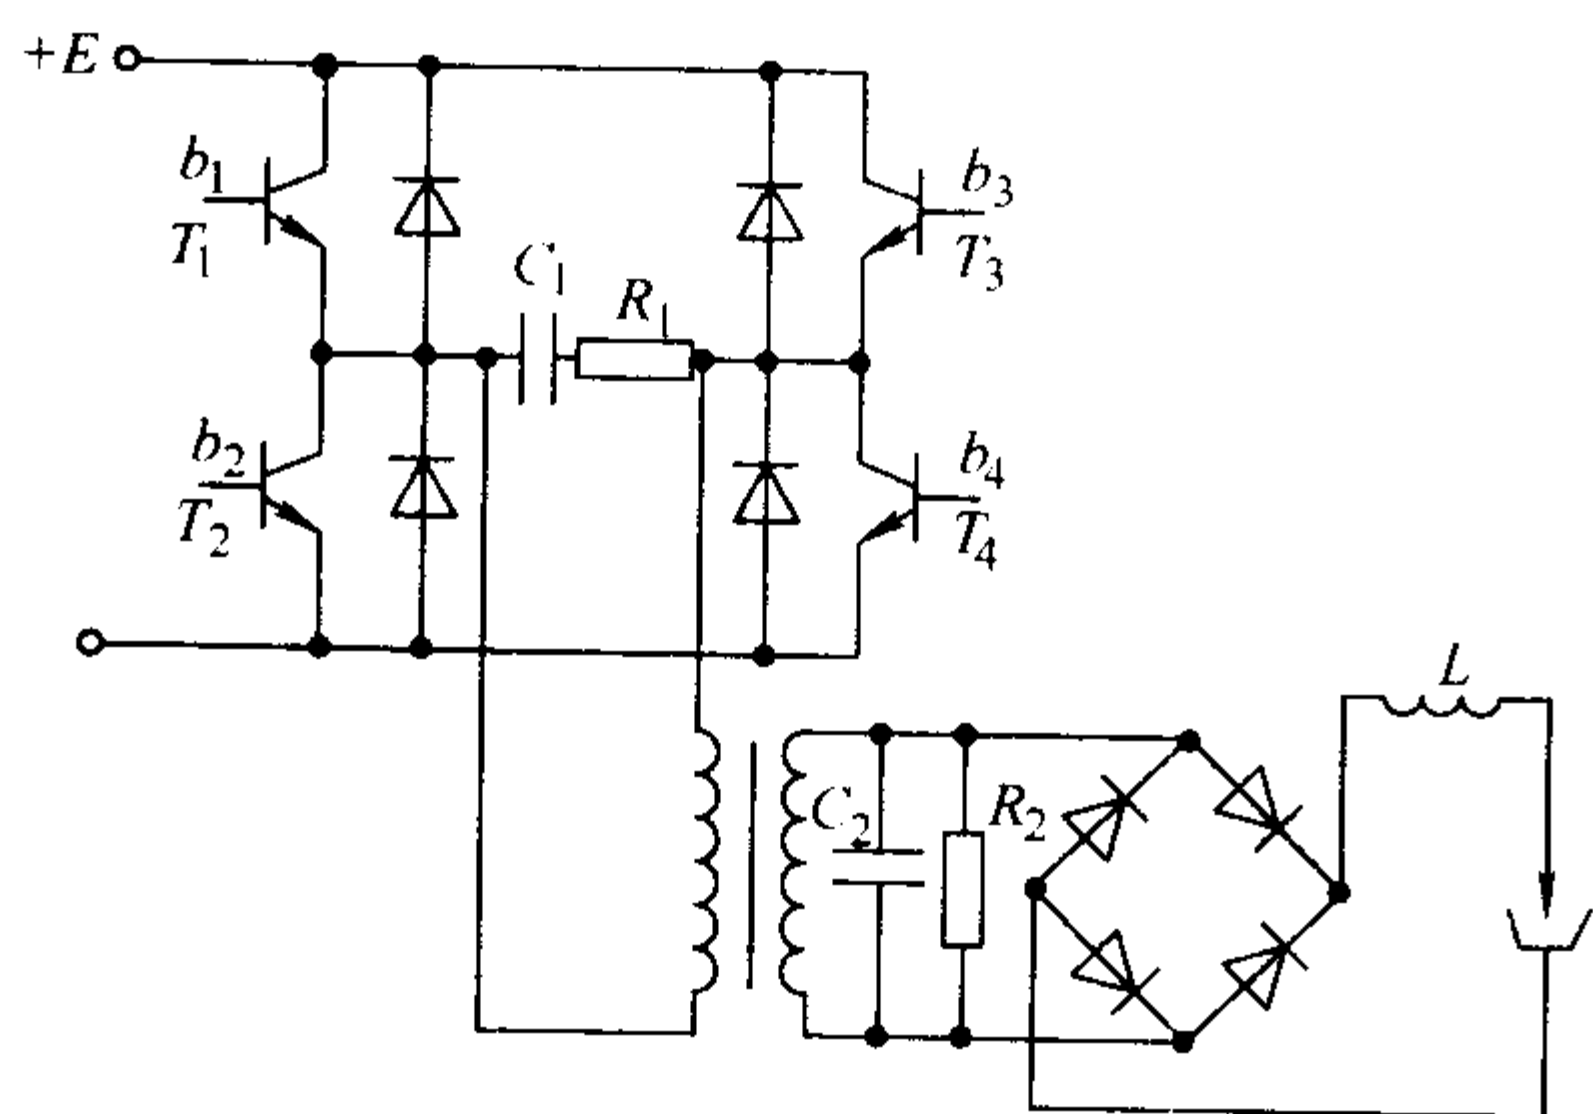 +E
b₁
T₁
b₃
T₃
C₁
R₁
b₂
T₂
b₄
T₄
L
C₂
R₂